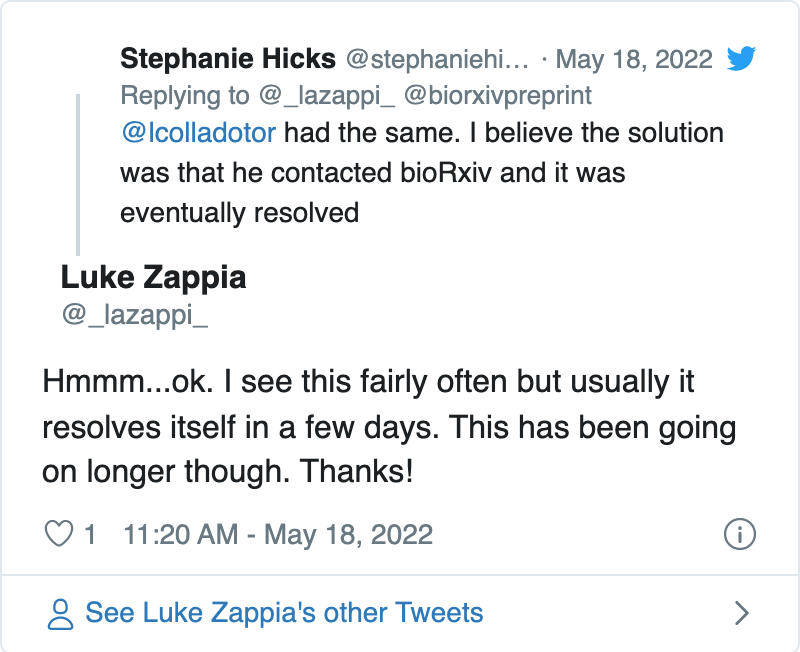 Stephanie Hicks @stephaniehi... · May 18, 2022
Replying to @_lazappi_ @biorxivpreprint
@lcolladotor had the same. I believe the solution
was that he contacted bioRxiv and it was
eventually resolved
Luke Zappia
@_lazappi_
Hmmm...ok. I see this fairly often but usually it
resolves itself in a few days. This has been going
on longer though. Thanks!
1 11:20 AM - May 18, 2022
See Luke Zappia's other Tweets